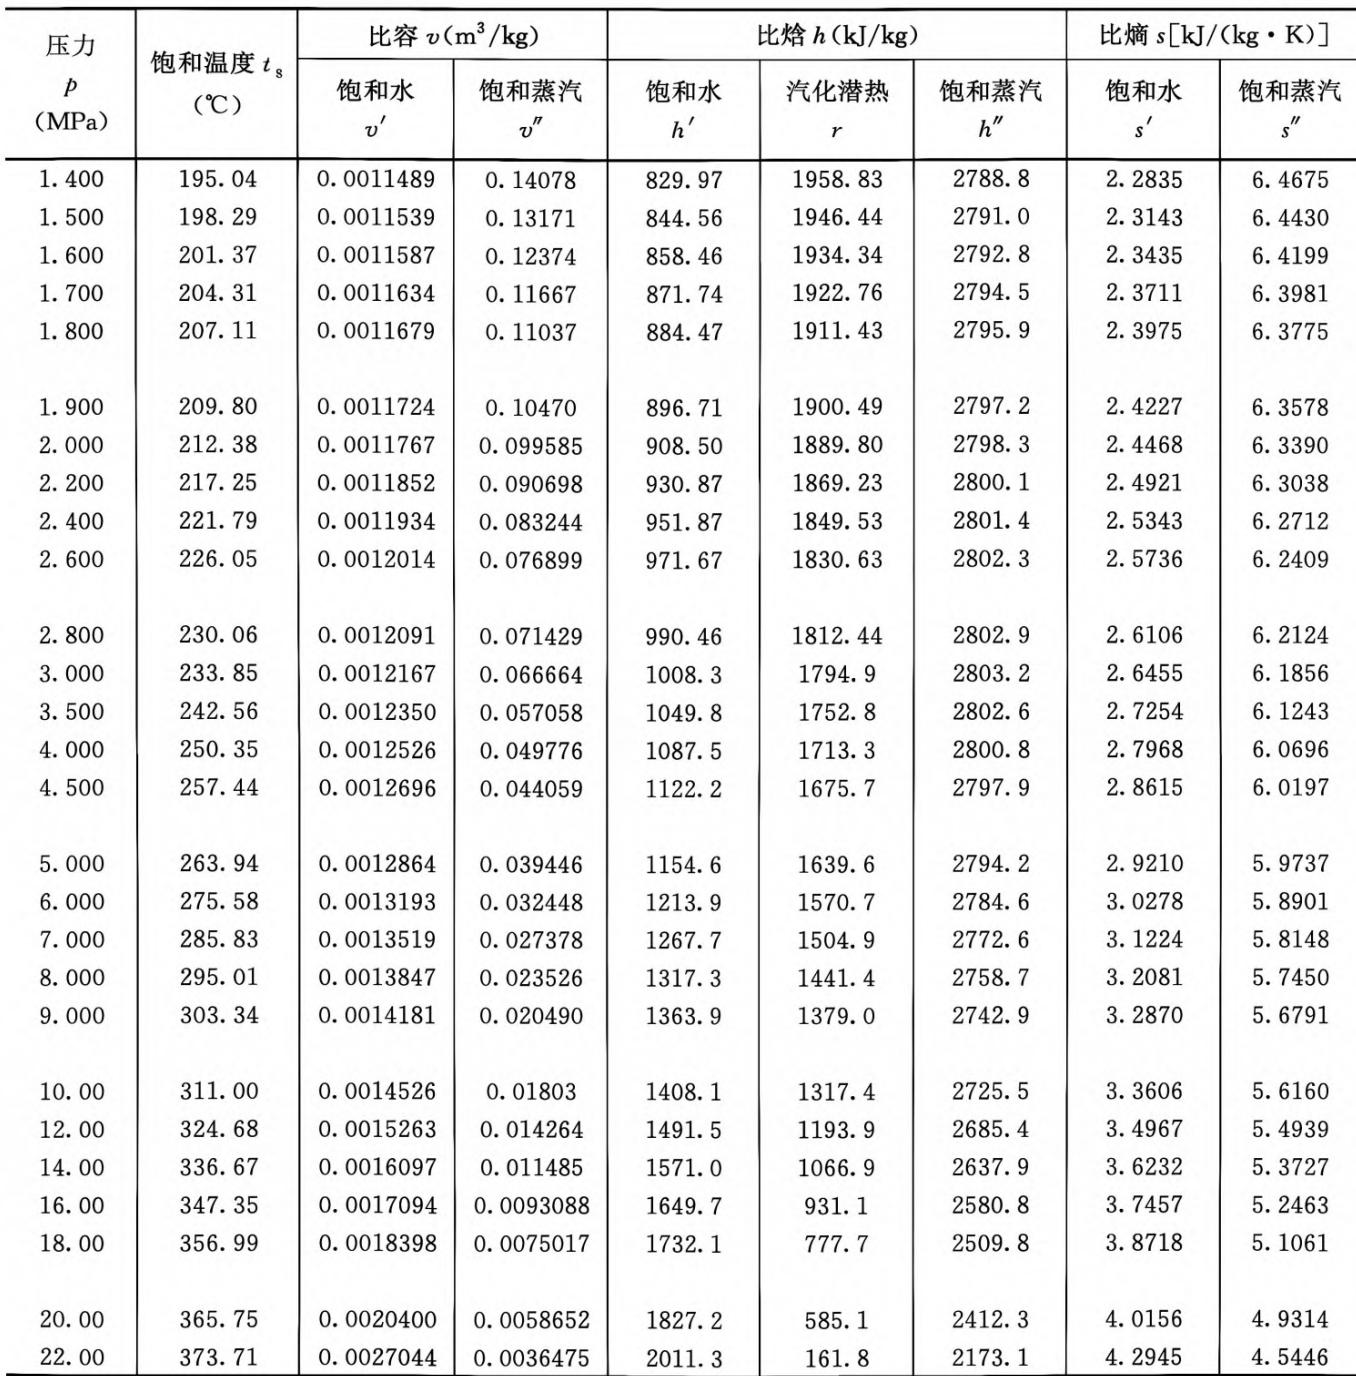 压力 p (MPa) 饱和温度 tₛ (℃) 比容 v(m³/kg) 比焓 h(kJ/kg) 比熵 s[kJ/(kg·K)]
饱和水 v′ 饱和蒸汽 v″ 饱和水 h′ 汽化潜热 r 饱和蒸汽 h″ 饱和水 s′ 饱和蒸汽 s″
1.400 195.04 0.0011489 0.14078 829.97 1958.83 2788.8 2.2835 6.4675
1.500 198.29 0.0011539 0.13171 844.56 1946.44 2791.0 2.3143 6.4430
1.600 201.37 0.0011587 0.12374 858.46 1934.34 2792.8 2.3435 6.4199
1.700 204.31 0.0011634 0.11667 871.74 1922.76 2794.5 2.3711 6.3981
1.800 207.11 0.0011679 0.11037 884.47 1911.43 2795.9 2.3975 6.3775
1.900 209.80 0.0011724 0.10470 896.71 1900.49 2797.2 2.4227 6.3578
2.000 212.38 0.0011767 0.099585 908.50 1889.80 2798.3 2.4468 6.3390
2.200 217.25 0.0011852 0.090698 930.87 1869.23 2800.1 2.4921 6.3038
2.400 221.79 0.0011934 0.083244 951.87 1849.53 2801.4 2.5343 6.2712
2.600 226.05 0.0012014 0.076899 971.67 1830.63 2802.3 2.5736 6.2409
2.800 230.06 0.0012091 0.071429 990.46 1812.44 2802.9 2.6106 6.2124
3.000 233.85 0.0012167 0.066664 1008.3 1794.9 2803.2 2.6455 6.1856
3.500 242.56 0.0012350 0.057058 1049.8 1752.8 2802.6 2.7254 6.1243
4.000 250.35 0.0012526 0.049776 1087.5 1713.3 2800.8 2.7968 6.0696
4.500 257.44 0.0012696 0.044059 1122.2 1675.7 2797.9 2.8615 6.0197
5.000 263.94 0.0012864 0.039446 1154.6 1639.6 2794.2 2.9210 5.9737
6.000 275.58 0.0013193 0.032448 1213.9 1570.7 2784.6 3.0278 5.8901
7.000 285.83 0.0013519 0.027378 1267.7 1504.9 2772.6 3.1224 5.8148
8.000 295.01 0.0013847 0.023526 1317.3 1441.4 2758.7 3.2081 5.7450
9.000 303.34 0.0014181 0.020490 1363.9 1379.0 2742.9 3.2870 5.6791
10.00 311.00 0.0014526 0.01803 1408.1 1317.4 2725.5 3.3606 5.6160
12.00 324.68 0.0015263 0.014264 1491.5 1193.9 2685.4 3.4967 5.4939
14.00 336.67 0.0016097 0.011485 1571.0 1066.9 2637.9 3.6232 5.3727
16.00 347.35 0.0017094 0.0093088 1649.7 931.1 2580.8 3.7457 5.2463
18.00 356.99 0.0018398 0.0075017 1732.1 777.7 2509.8 3.8718 5.1061
20.00 365.75 0.0020400 0.0058652 1827.2 585.1 2412.3 4.0156 4.9314
22.00 373.71 0.0027044 0.0036475 2011.3 161.8 2173.1 4.2945 4.5446